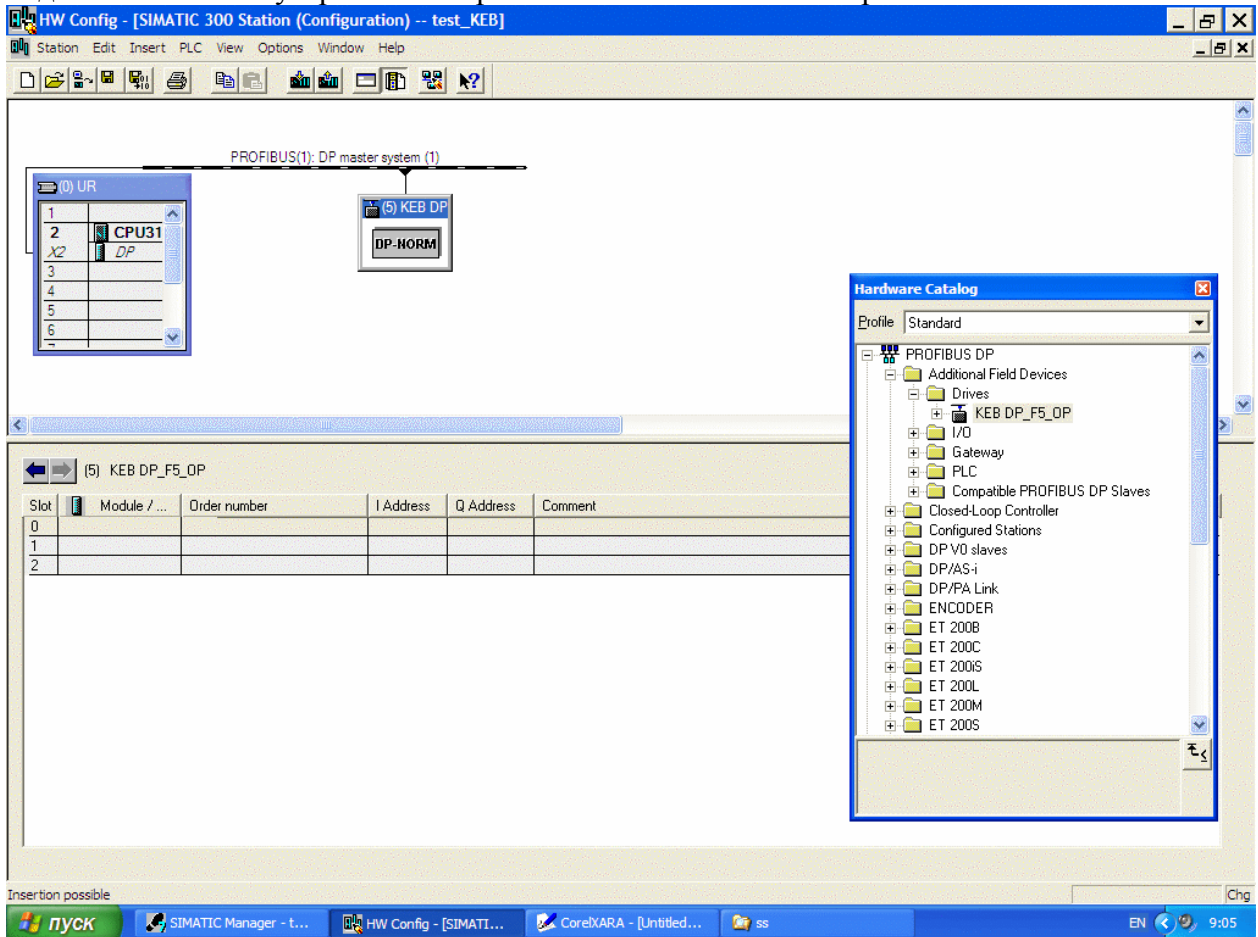 HW Config - [SIMATIC 300 Station (Configuration) -- test_KEB]
Station Edit Insert PLC View Options Window Help
PROFIBUS(1): DP master system (1)
(0) UR
1
2 CPU31
X2 DP
3
4
5
6
(5) KEB DP
DP-NORM
Hardware Catalog
Profile Standard
PROFIBUS DP
Additional Field Devices
Drives
KEB DP_F5_OP
I/O
Gateway
PLC
Compatible PROFIBUS DP Slaves
Closed-Loop Controller
Configured Stations
DP V0 slaves
DP/AS-i
DP/PA Link
ENCODER
ET 200B
ET 200C
ET 200iS
ET 200L
ET 200M
ET 200S
(5) KEB DP_F5_OP
Slot Module / ... Order number I Address Q Address Comment
0
1
2
Insertion possible
Chg
пуск SIMATIC Manager - t... HW Config - [SIMATI... CorelXARA - [Untitled... ss EN 9:05